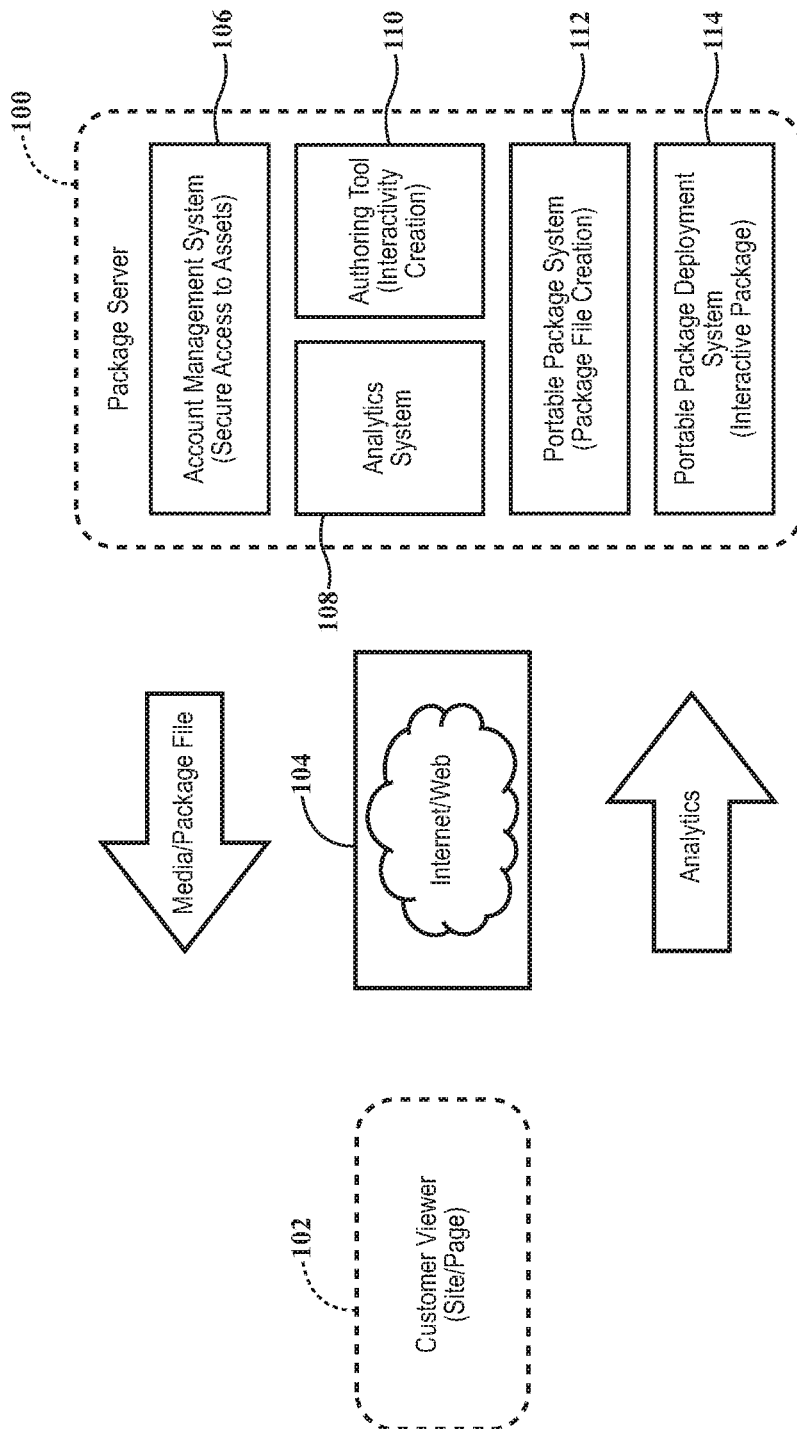 100
Package Server
Account Management System
(Secure Access to Assets)
106
Analytics
System
108
Authoring Tool
(Interactivity
Creation)
110
Portable Package System
(Package File Creation)
112
Portable Package Deployment
System
(Interactive Package)
114
Media/Package File
104
Internet/Web
Analytics
102
Customer Viewer
(Site/Page)